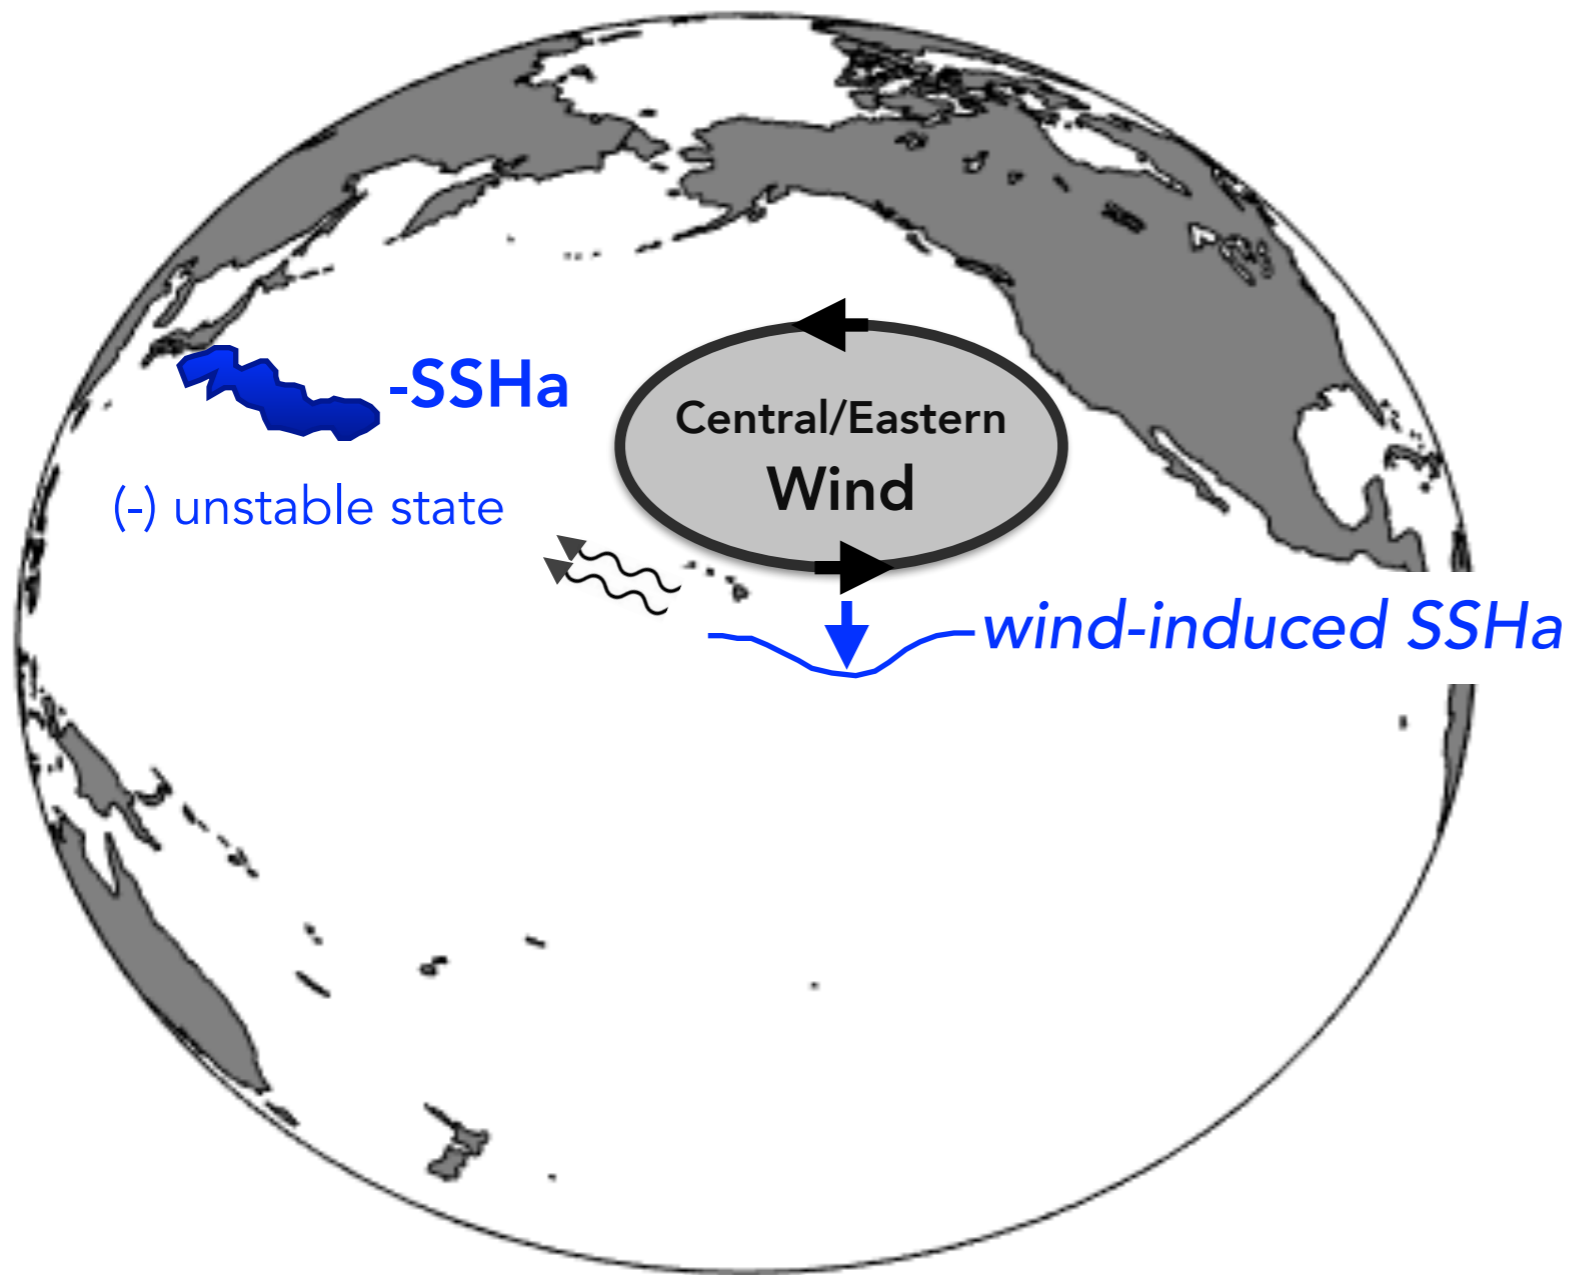 -SSHa
Central/Eastern
Wind
(-) unstable state
wind-induced SSHa